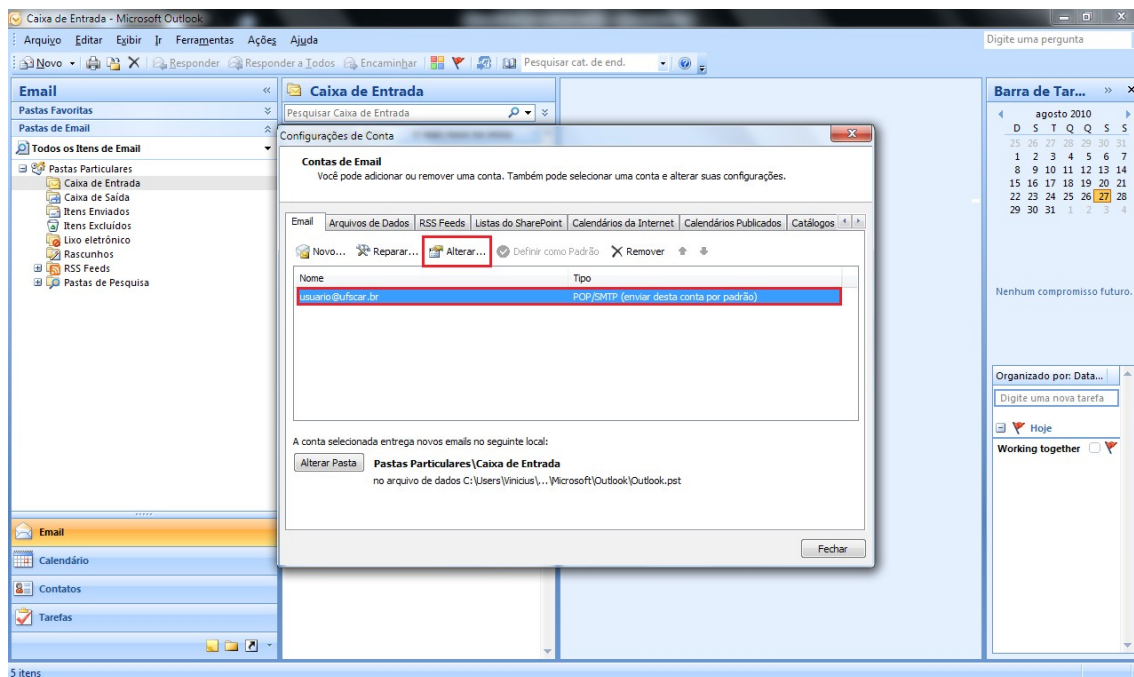 Caixa de Entrada - Microsoft Outlook
Arquivo Editar Exibir Ir Ferramentas Ações Ajuda
Digite uma pergunta
Novo Responder Responder a Todos Encaminhar Pesquisar cat. de end.
Email
Pastas Favoritas
Pastas de Email
Todos os Itens de Email
Pastas Particulares
Caixa de Entrada
Caixa de Saída
Itens Enviados
Itens Excluídos
Lixo eletrônico
Rascunhos
RSS Feeds
Pastas de Pesquisa
Email
Calendário
Contatos
Tarefas
5 itens
Caixa de Entrada
Pesquisar Caixa de Entrada
Configurações de Conta
Contas de Email
Você pode adicionar ou remover uma conta. Também pode selecionar uma conta e alterar suas configurações.
Email Arquivos de Dados RSS Feeds Listas do SharePoint Calendários da Internet Calendários Publicados Catálogos
Novo... Reparar... Alterar... Definir como Padrão Remover
Nome Tipo
usuario@ufscar.br POP/SMTP (enviar desta conta por padrão)
A conta selecionada entrega novos emails no seguinte local:
Alterar Pasta Pastas Particulares\Caixa de Entrada
no arquivo de dados C:\Users\Vinicius\...\Microsoft\Outlook\Outlook.pst
Fechar
Barra de Tar...
agosto 2010
D S T Q Q S S
25 26 27 28 29 30 31
1 2 3 4 5 6 7
8 9 10 11 12 13 14
15 16 17 18 19 20 21
22 23 24 25 26 27 28
29 30 31 1 2 3 4
Nenhum compromisso futuro.
Organizado por: Data...
Digite uma nova tarefa
Hoje
Working together